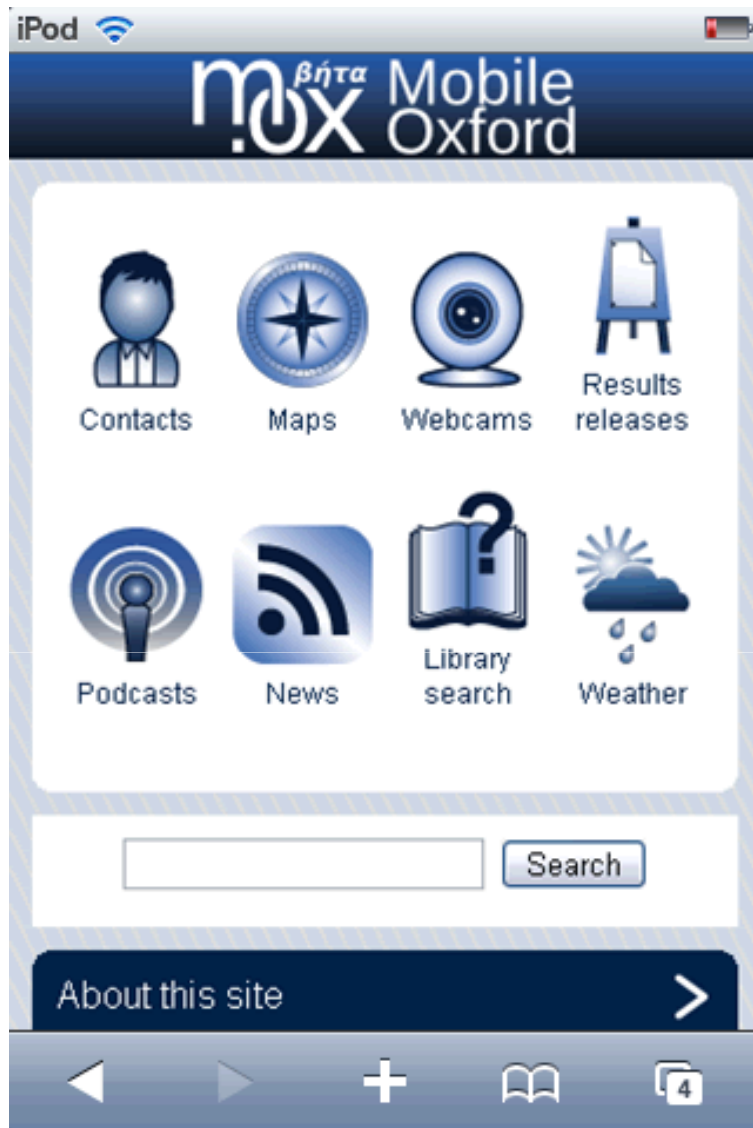 iPod
m.ox βήτα Mobile Oxford
Contacts
Maps
Webcams
Results
releases
Podcasts
News
Library
search
Weather
Search
About this site
4